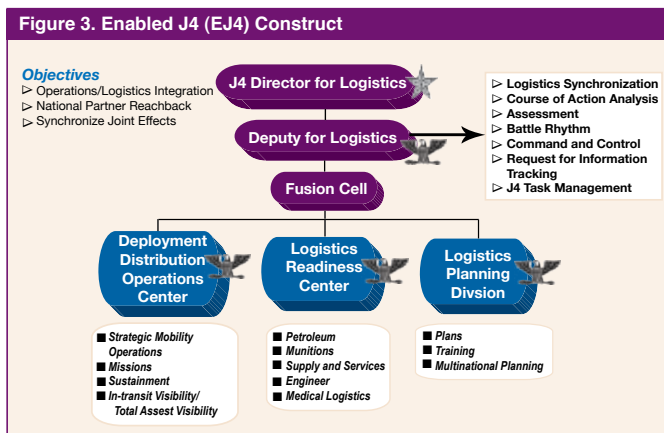 Figure 3. Enabled J4 (EJ4) Construct
Objectives
Operations/Logistics Integration
National Partner Reachback
Synchronize Joint Effects
J4 Director for Logistics
Deputy for Logistics
Logistics Synchronization
Course of Action Analysis
Assessment
Battle Rhythm
Command and Control
Request for Information
Tracking
J4 Task Management
Fusion Cell
Deployment
Distribution
Operations
Center
Logistics
Readiness
Center
Logistics
Planning
Divsion
Strategic Mobility
Operations
Missions
Sustainment
In-transit Visibility/
Total Assest Visibility
Petroleum
Munitions
Supply and Services
Engineer
Medical Logistics
Plans
Training
Multinational Planning